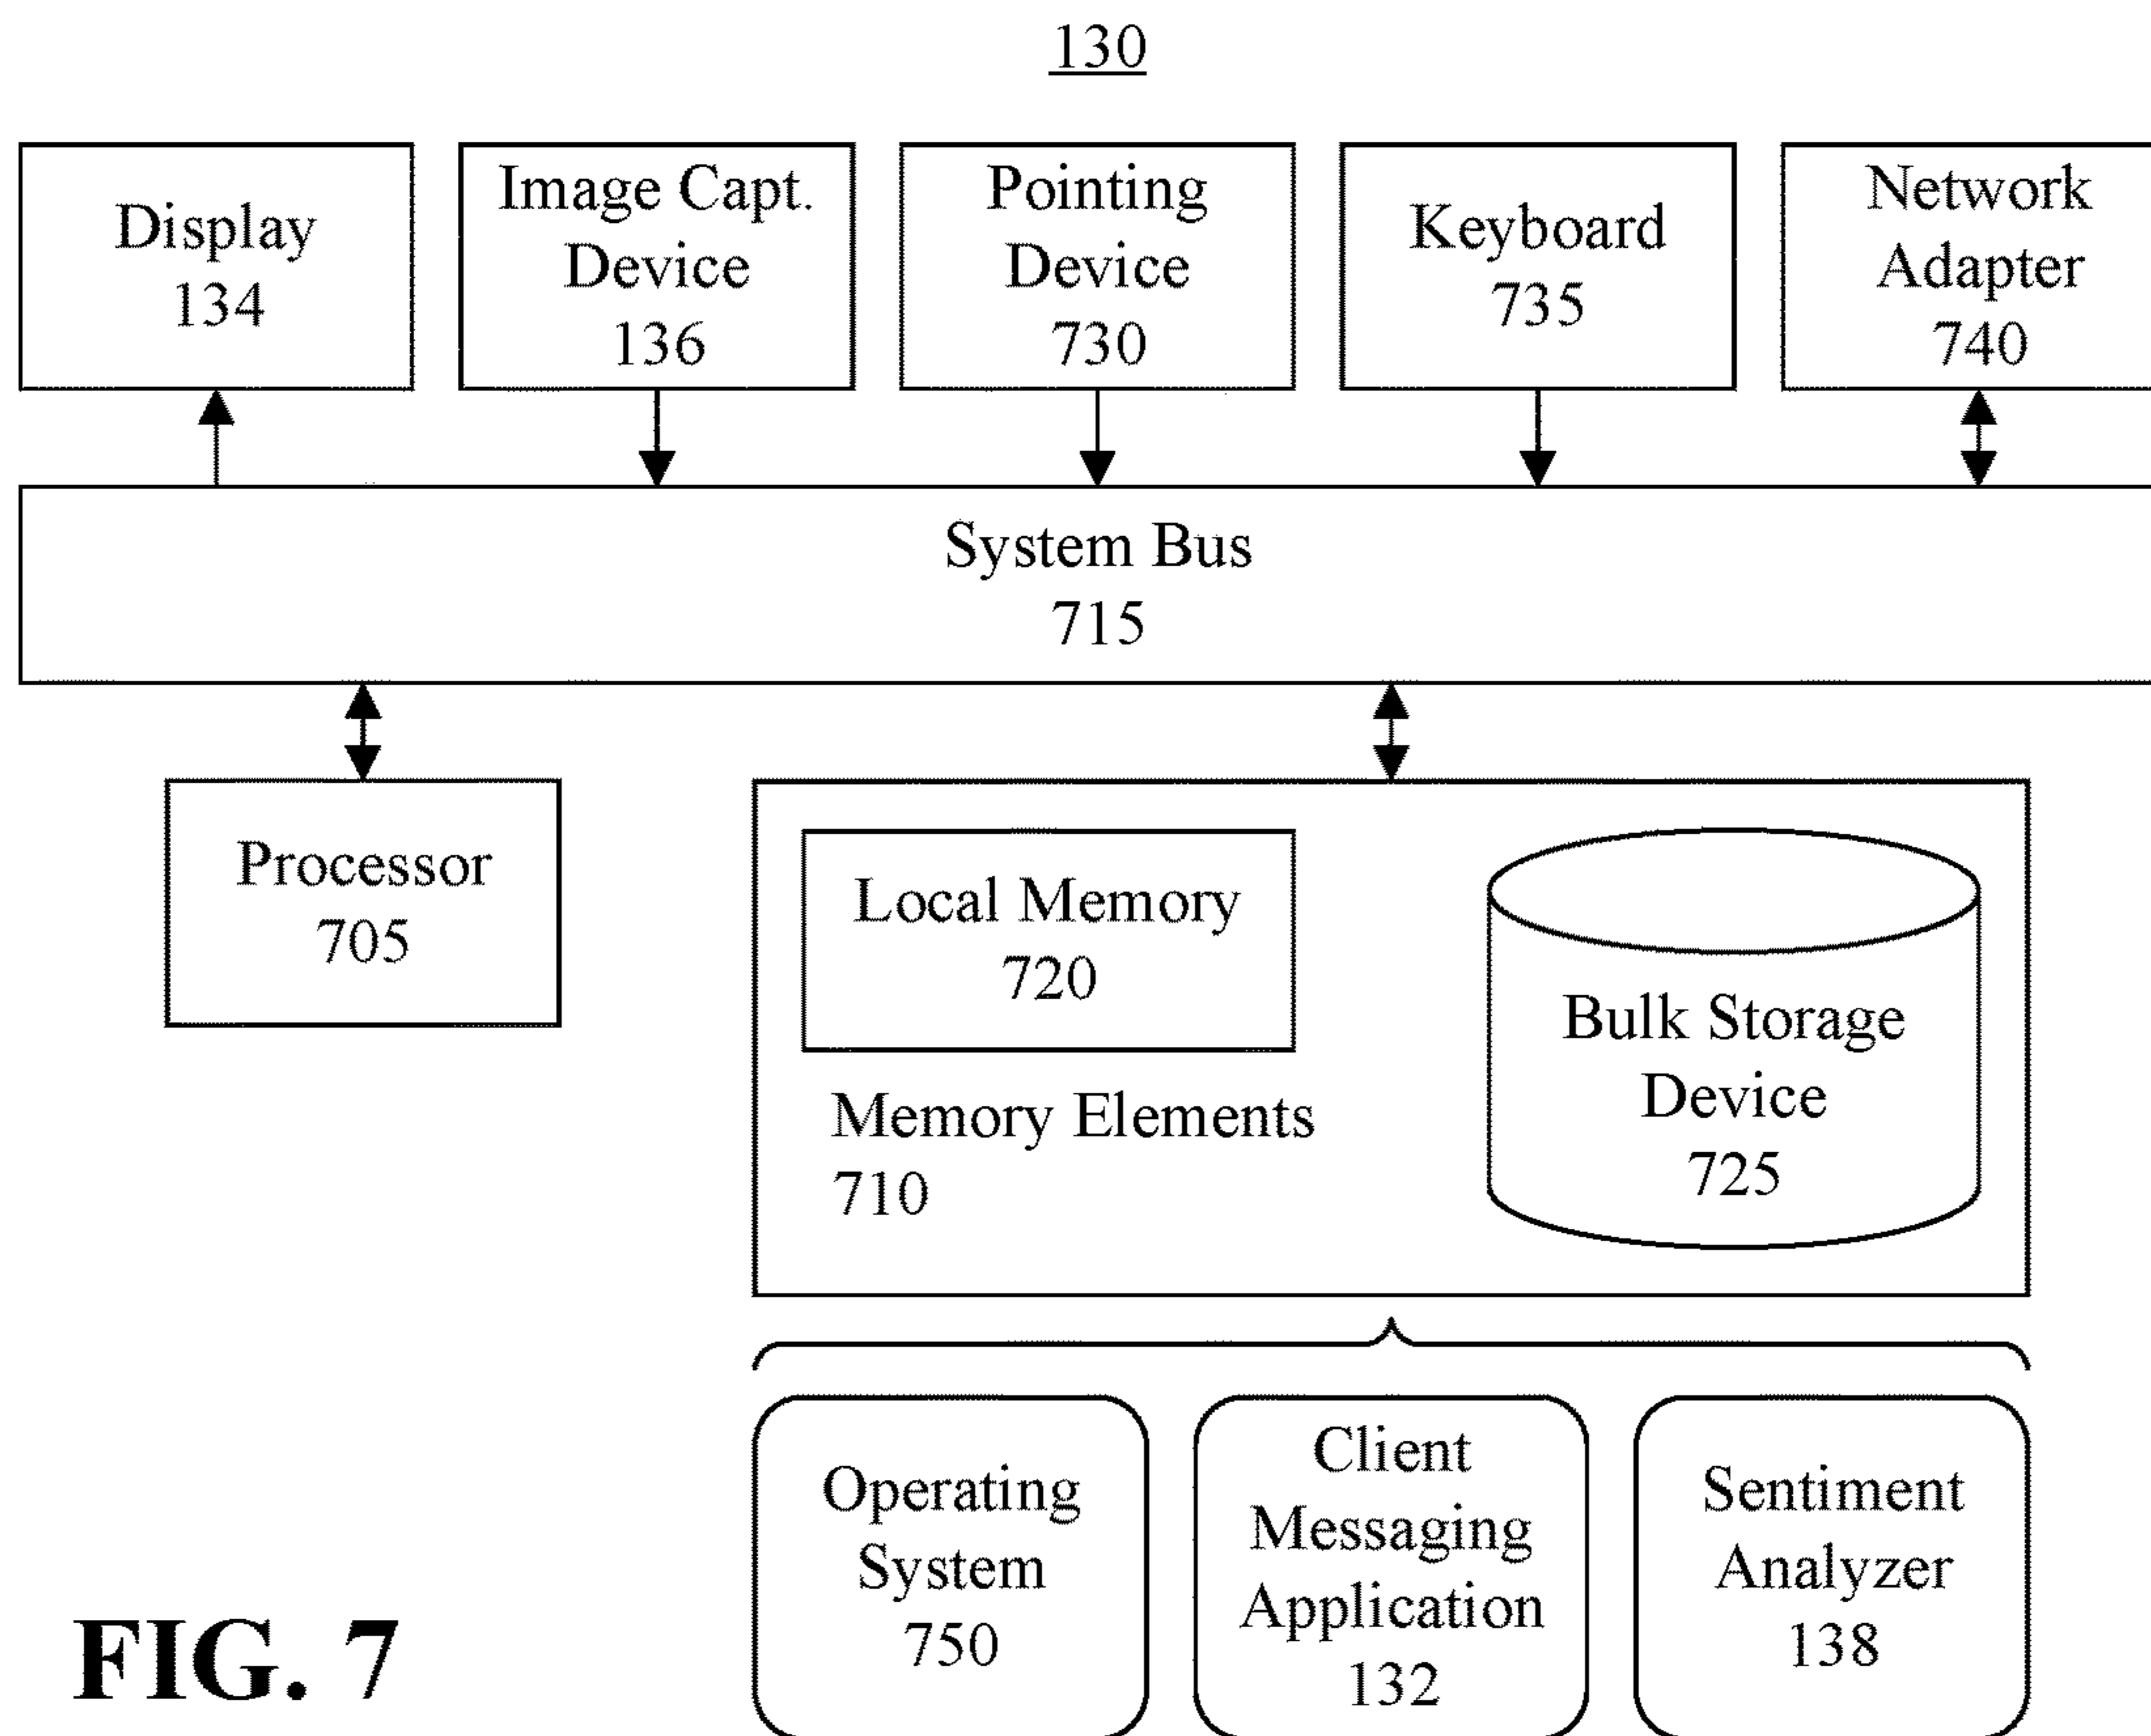 130
Display
134
Image Capt.
Device
136
Pointing
Device
730
Keyboard
735
Network
Adapter
740
System Bus
715
Processor
705
Local Memory
720
Memory Elements
710
Bulk Storage
Device
725
Operating
System
750
Client
Messaging
Application
132
Sentiment
Analyzer
138
FIG. 7